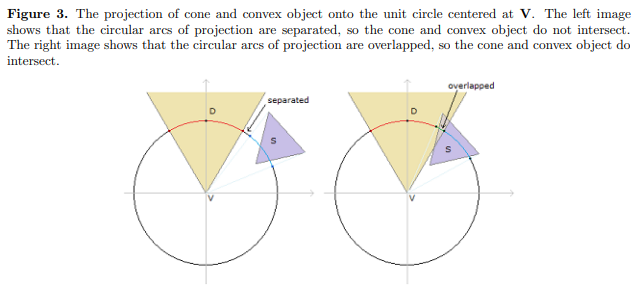 Figure 3. The projection of cone and convex object onto the unit circle centered at V. The left image
shows that the circular arcs of projection are separated, so the cone and convex object do not intersect.
The right image shows that the circular arcs of projection are overlapped, so the cone and convex object do
intersect.
overlapped
separated
D
D
S
S
V
V